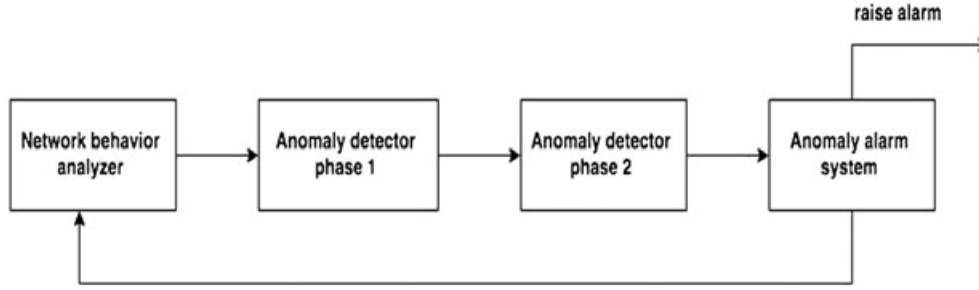 raise alarm
Network behavior
analyzer
Anomaly detector
phase 1
Anomaly detector
phase 2
Anomaly alarm
system